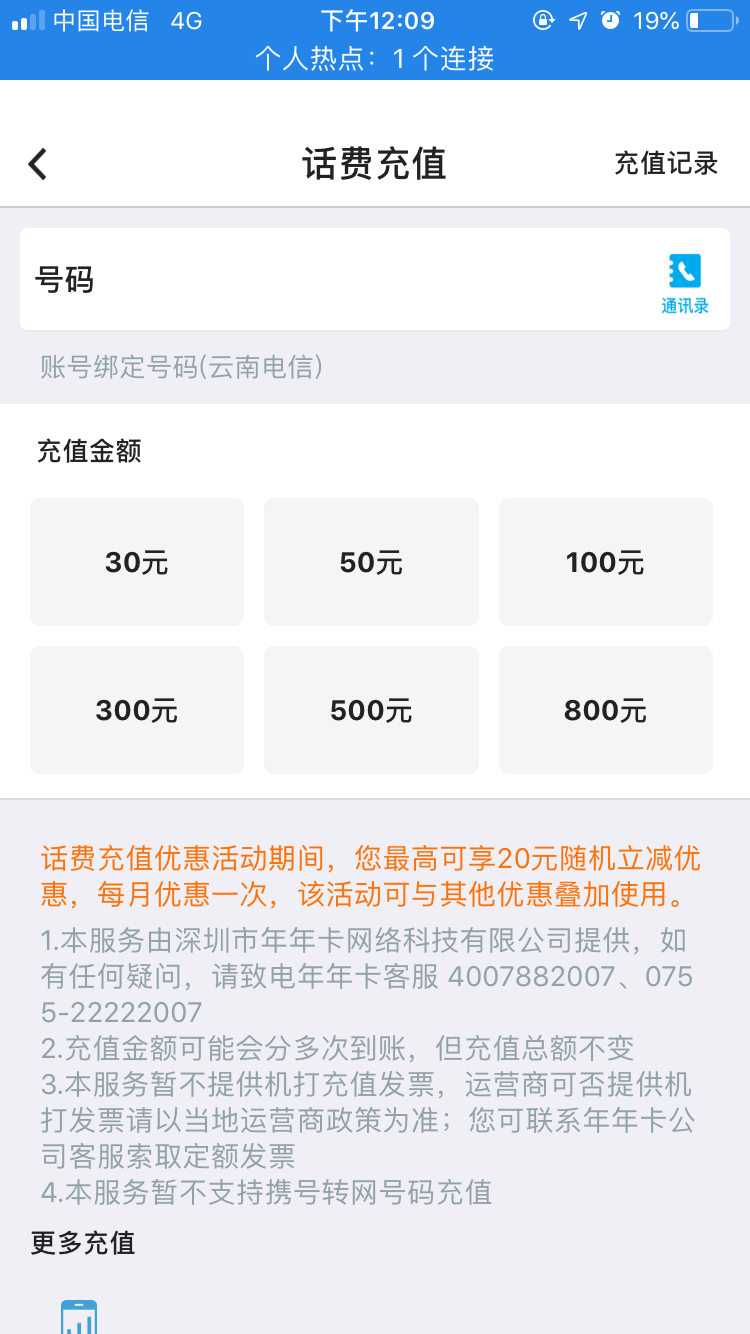 中国电信 4G 下午12:09 19%
个人热点：1 个连接
话费充值 充值记录
号码
通讯录
账号绑定号码(云南电信)
充值金额
30元 50元 100元
300元 500元 800元
话费充值优惠活动期间，您最高可享20元随机立减优
惠，每月优惠一次，该活动可与其他优惠叠加使用。
1.本服务由深圳市年年卡网络科技有限公司提供，如
有任何疑问，请致电年年卡客服 4007882007、075
5-22222007
2.充值金额可能会分多次到账，但充值总额不变
3.本服务暂不提供机打充值发票，运营商可否提供机
打发票请以当地运营商政策为准；您可联系年年卡公
司客服索取定额发票
4.本服务暂不支持携号转网号码充值
更多充值